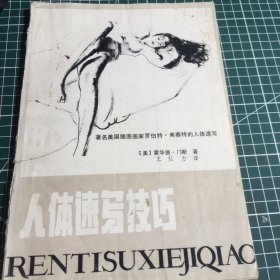 著名美国插图画家罗伯特·弗赛特的人体速写
【美】霍华德·门斯 著
王弘力 译
人体速写技巧
RENTISUXIEJIQIAO